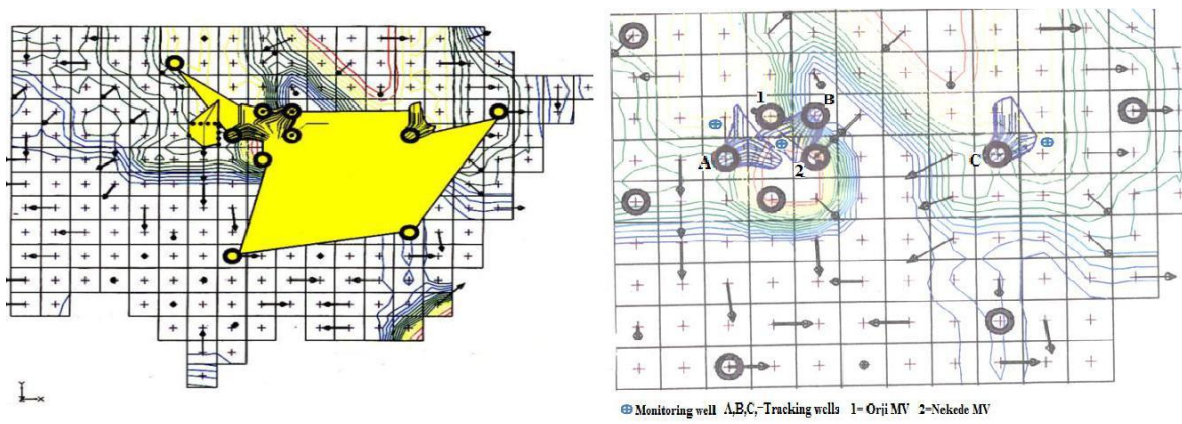 1
B
A
2
C
Y
x
Monitoring well A,B,C,-Tracking wells 1= Orji MV 2=Nekede MV